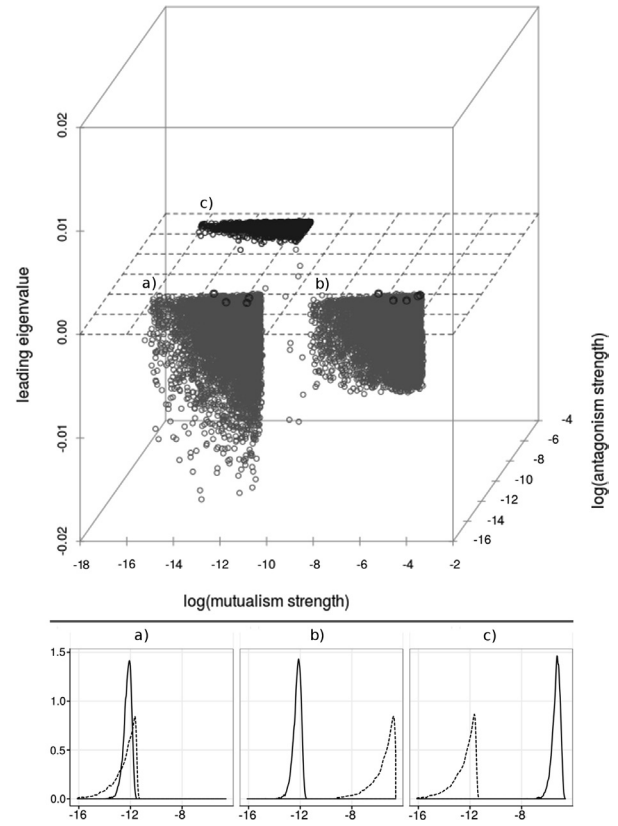 0.02
c)
0.01
a)
b)
0.00
leading eigenvalue
-0.01
-0.02
-4
-6
-8
-10
-12
-14
-16
log(antagonism strength)
-18 -16 -14 -12 -10 -8 -6 -4 -2
log(mutualism strength)
a) b) c)
1.5
1.0
0.5
0.0
-16 -12 -8 -16 -12 -8 -16 -12 -8